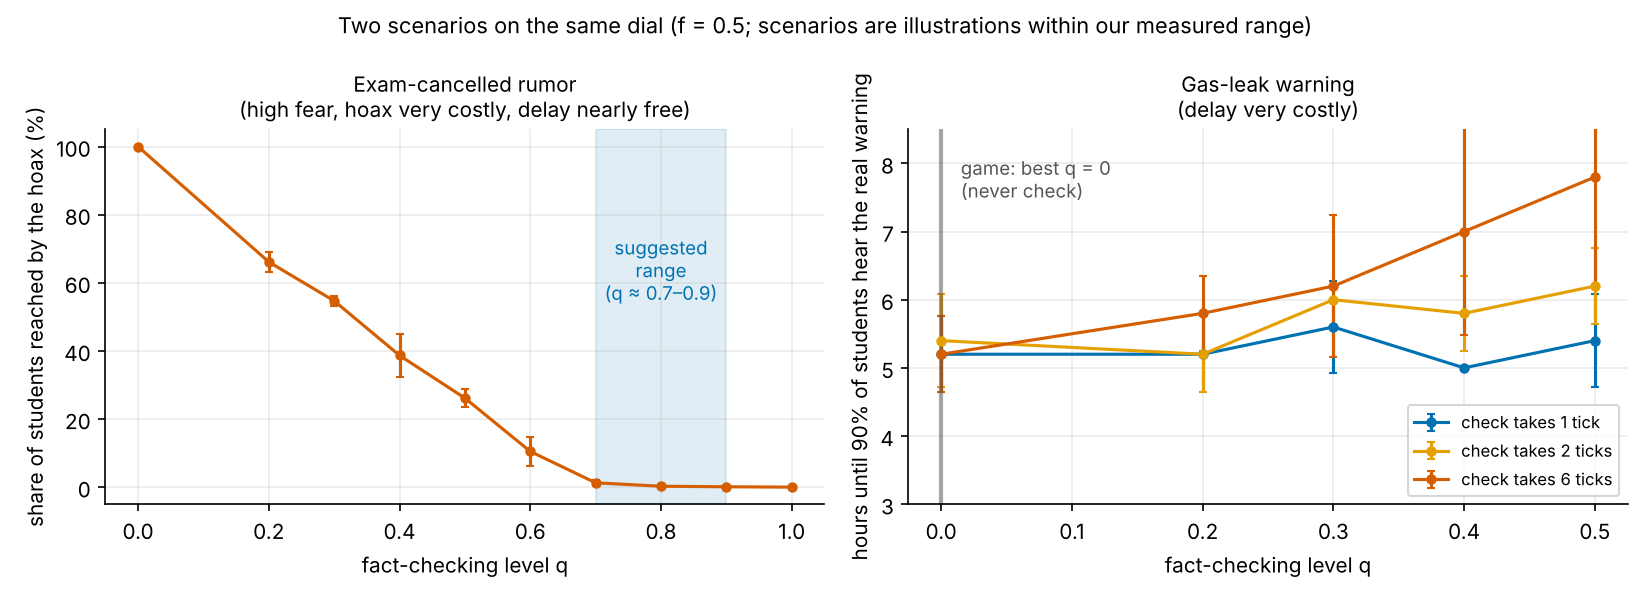 Two scenarios on the same dial (f = 0.5; scenarios are illustrations within our measured range)
Exam-cancelled rumor
(high fear, hoax very costly, delay nearly free)
share of students reached by the hoax (%)
100
80
60
40
20
0
suggested
range
(q ≈ 0.7–0.9)
0.0 0.2 0.4 0.6 0.8 1.0
fact-checking level q
Gas-leak warning
(delay very costly)
hours until 90% of students hear the real warning
8
7
6
5
4
3
game: best q = 0
(never check)
check takes 1 tick
check takes 2 ticks
check takes 6 ticks
0.0 0.1 0.2 0.3 0.4 0.5
fact-checking level q